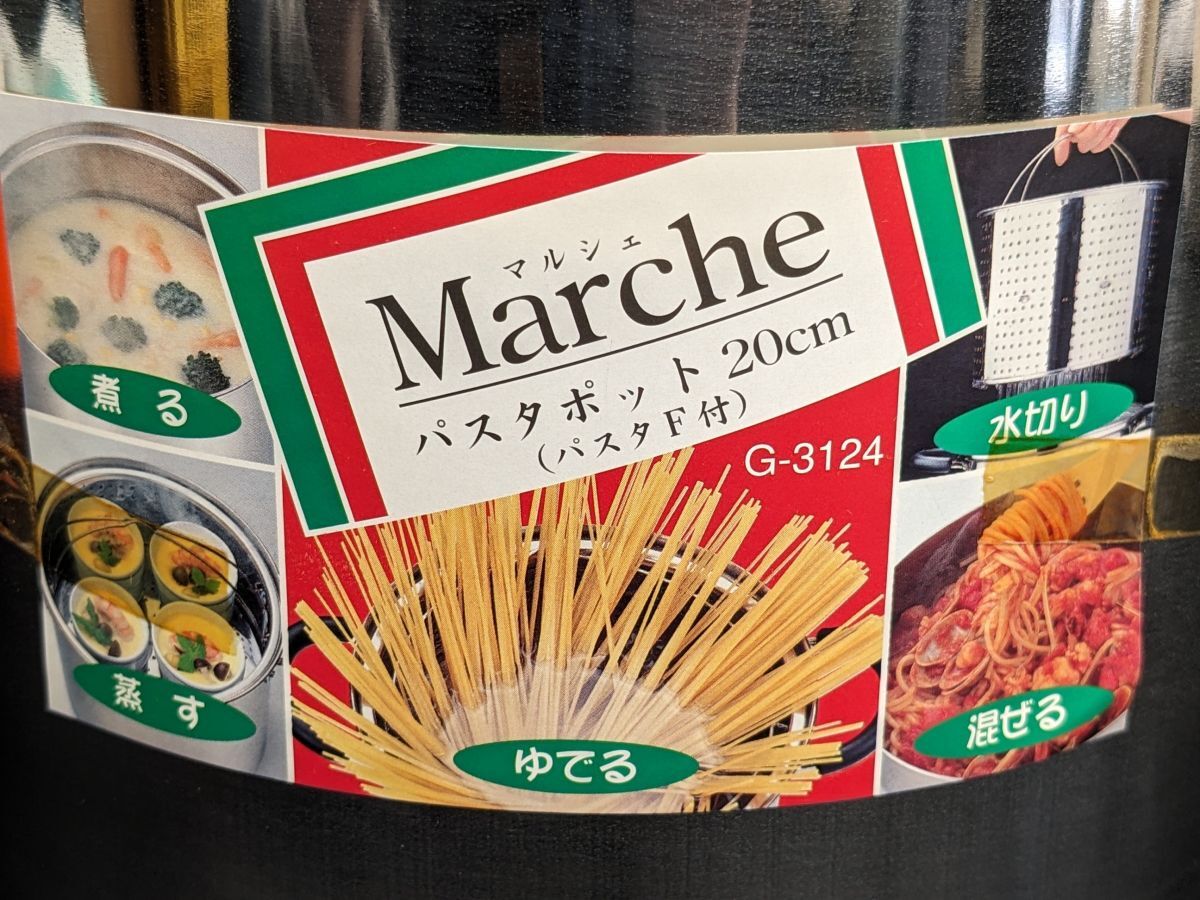 マルシェ
Marche
パスタポット 20cm
(パスタF付)
G-3124
煮る
水切り
蒸す
ゆでる
混ぜる